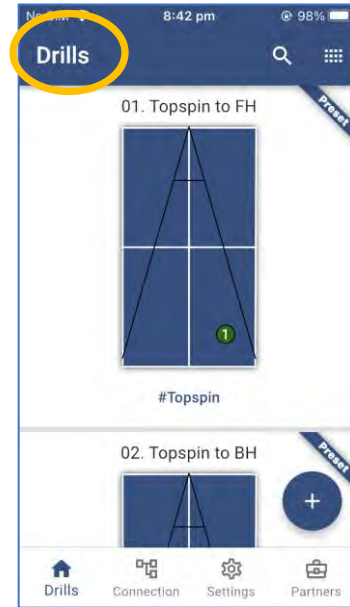 8:42 pm 98%
Drills
01. Topspin to FH
Preset
1
#Topspin
02. Topspin to BH
Preset
+
Drills Connection Settings Partners